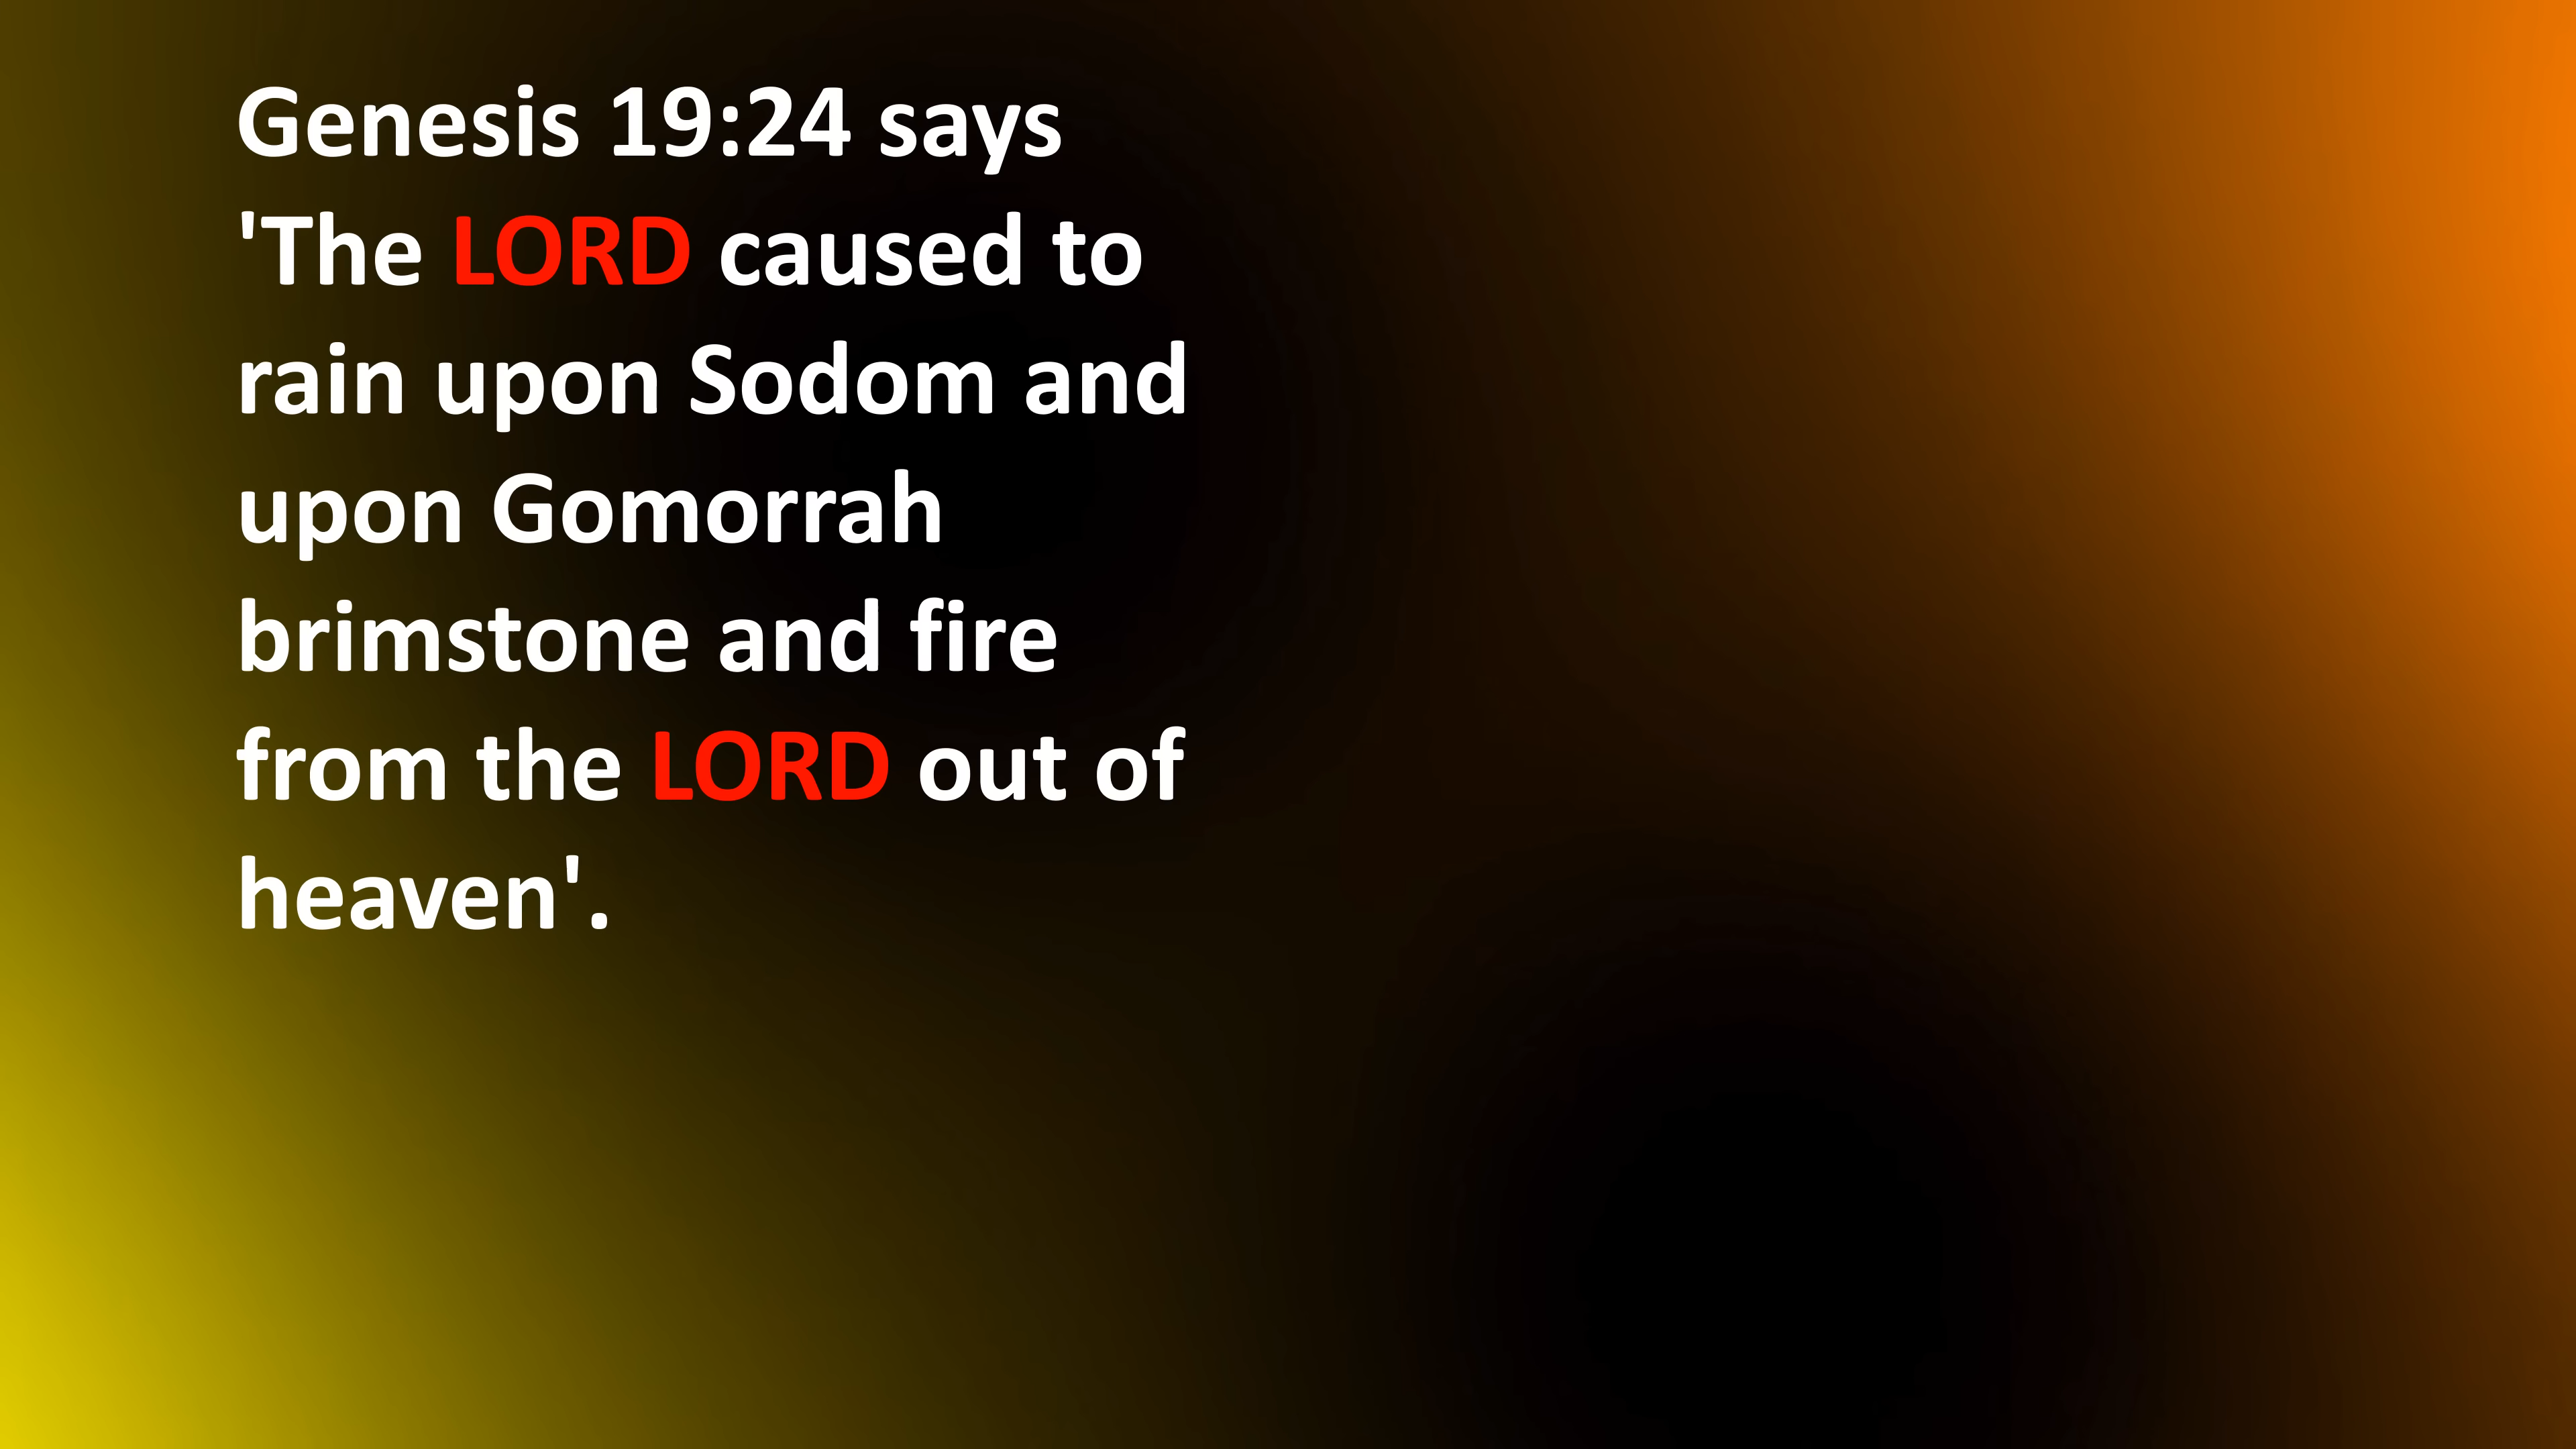 Genesis 19:24 says
'The LORD caused to
rain upon Sodom and
upon Gomorrah
brimstone and fire
from the LORD out of
heaven'.